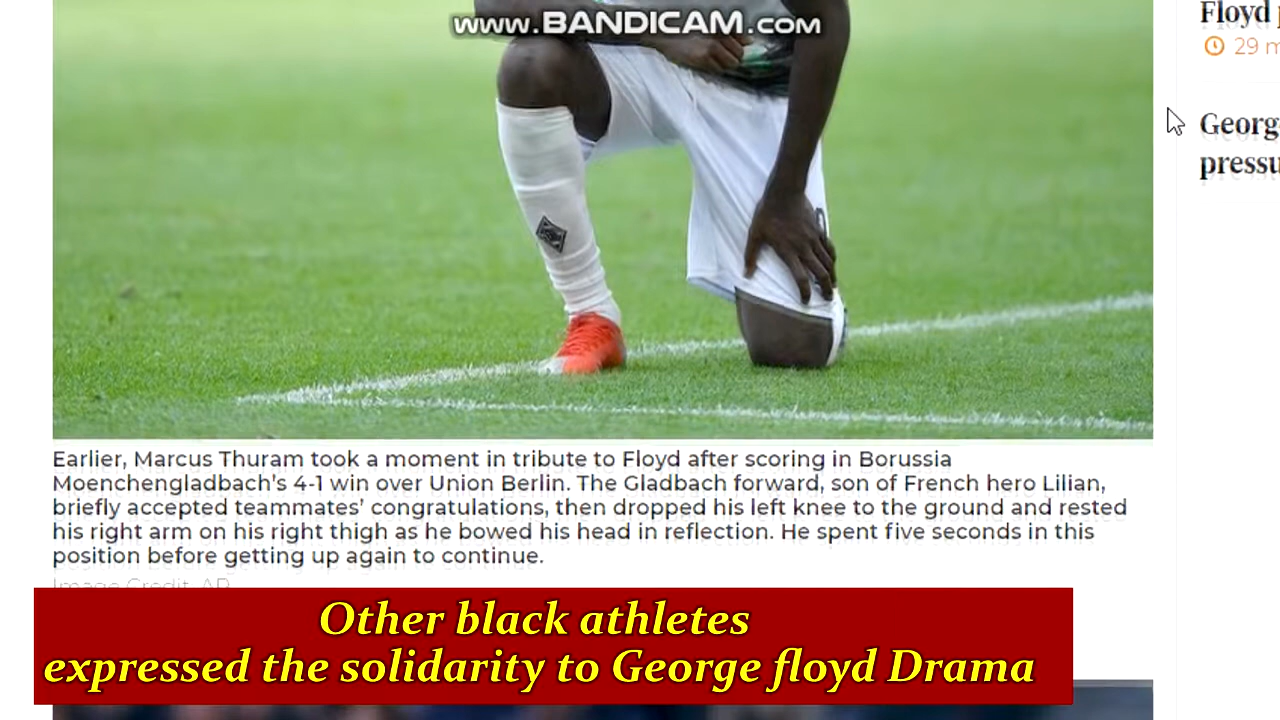 www.BANDICAM.com
Floyd
29 m
Georg
pressu
Earlier, Marcus Thuram took a moment in tribute to Floyd after scoring in Borussia
Moenchengladbach's 4-1 win over Union Berlin. The Gladbach forward, son of French hero Lilian,
briefly accepted teammates' congratulations, then dropped his left knee to the ground and rested
his right arm on his right thigh as he bowed his head in reflection. He spent five seconds in this
position before getting up again to continue.
Image Credit: AP
Other black athletes
expressed the solidarity to George floyd Drama